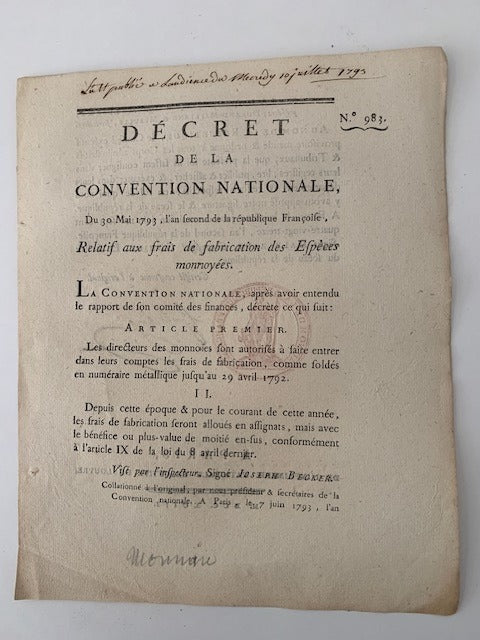 Lu et publié a Laudience du Mecredy 10 juillet 1793
N.° 983.
DÉCRET
DE LA
CONVENTION NATIONALE,
Du 30 Mai 1793, l'an ſecond de la république Françoiſe,
Relatif aux frais de fabrication des Eſpèces
monnoyées.
LA CONVENTION NATIONALE, après avoir entendu
le rapport de ſon comité des finances, décrète ce qui ſuit:
ARTICLE PREMIER.
Les directeurs des monnoies ſont autoriſés à faire entrer
dans leurs comptes les frais de fabrication, comme ſoldés
en numéraire métallique juſqu'au 29 avril 1792.
II.
Depuis cette époque & pour le courant de cette année,
les frais de fabrication ſeront alloués en aſſignats, mais avec
le bénéfice ou plus-value de moitié en-ſus, conformément
à l'article IX de la loi du 8 avril dernier.
Viſé par l'inſpecteur. Signé JOSEPH BECKER.
Collationné à l'original, par nous préſident & ſecrétaires de la
Convention nationale. A Paris le 7 juin 1793, l'an
Monnaie